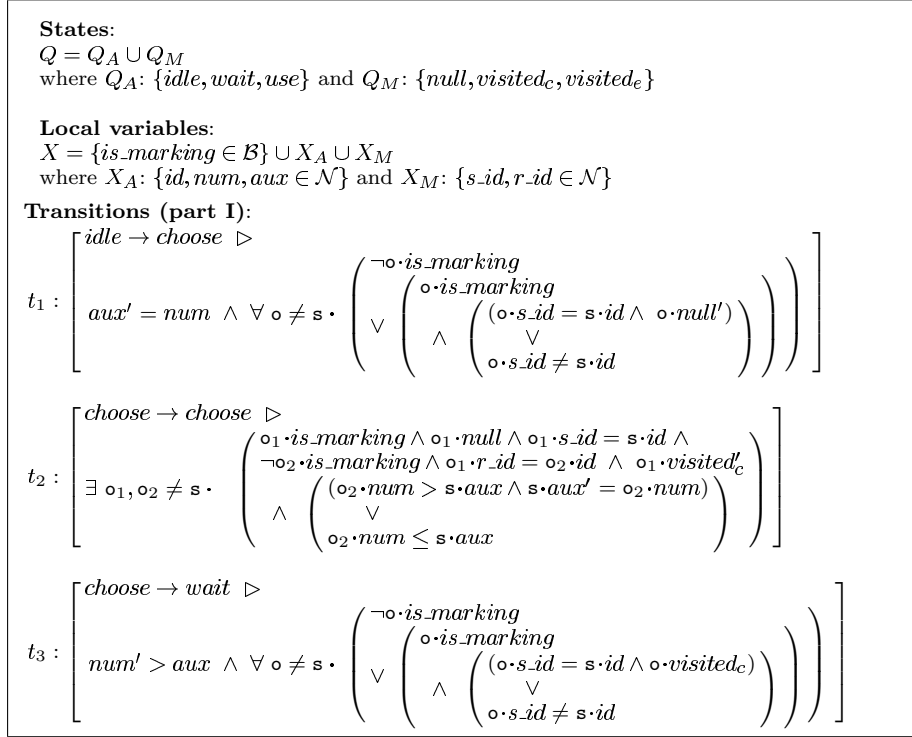 States:
Q = Q_A ∪ Q_M
where Q_A: {idle,wait,use} and Q_M: {null,visited_c,visited_e}
Local variables:
X = {is_marking ∈ B} ∪ X_A ∪ X_M
where X_A: {id,num,aux ∈ N} and X_M: {s_id,r_id ∈ N}
Transitions (part I):
idle → choose ▷
¬o·is_marking
o·is_marking
(o·s_id = s·id ∧ o·null′)
t₁ : aux′ = num ∧ ∀ o ≠ s · ∨ ∧ ∨
o·s_id ≠ s·id
choose → choose ▷
o₁·is_marking ∧ o₁·null ∧ o₁·s_id = s·id ∧
¬o₂·is_marking ∧ o₁·r_id = o₂·id ∧ o₁·visited′_c
(o₂·num > s·aux ∧ s·aux′ = o₂·num)
t₂ : ∃ o₁,o₂ ≠ s · ∧ ∨
o₂·num ≤ s·aux
choose → wait ▷
¬o·is_marking
o·is_marking
(o·s_id = s·id ∧ o·visited_c)
t₃ : num′ > aux ∧ ∀ o ≠ s · ∨ ∧ ∨
o·s_id ≠ s·id